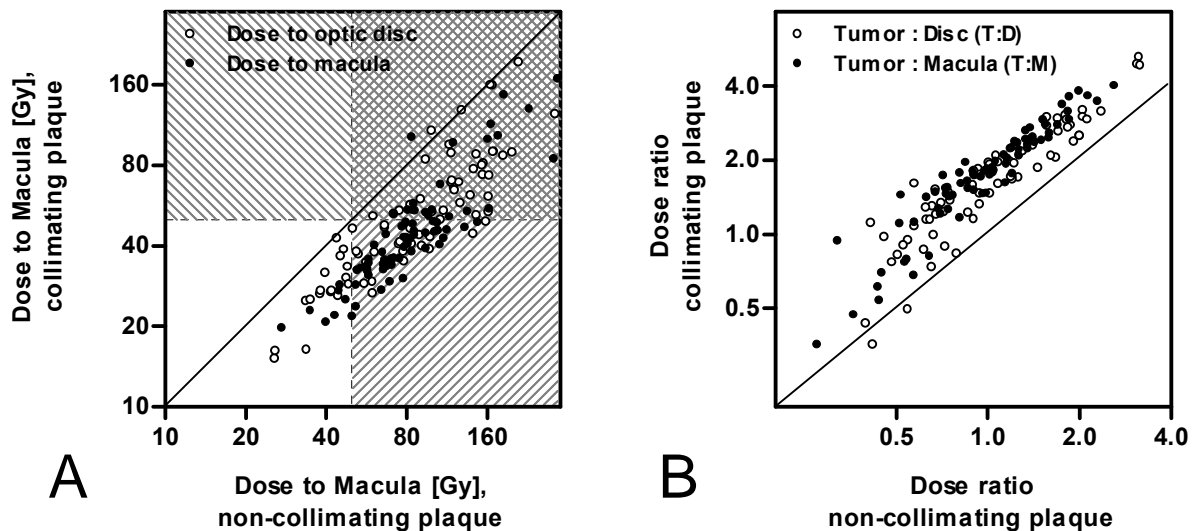 Dose to optic disc
Dose to macula
Dose to Macula [Gy],
collimating plaque
160
80
40
20
10
10
20
40
80
160
Dose to Macula [Gy],
non-collimating plaque
A
Tumor : Disc (T:D)
Tumor : Macula (T:M)
Dose ratio
collimating plaque
4.0
2.0
1.0
0.5
0.5
1.0
2.0
4.0
Dose ratio
non-collimating plaque
B